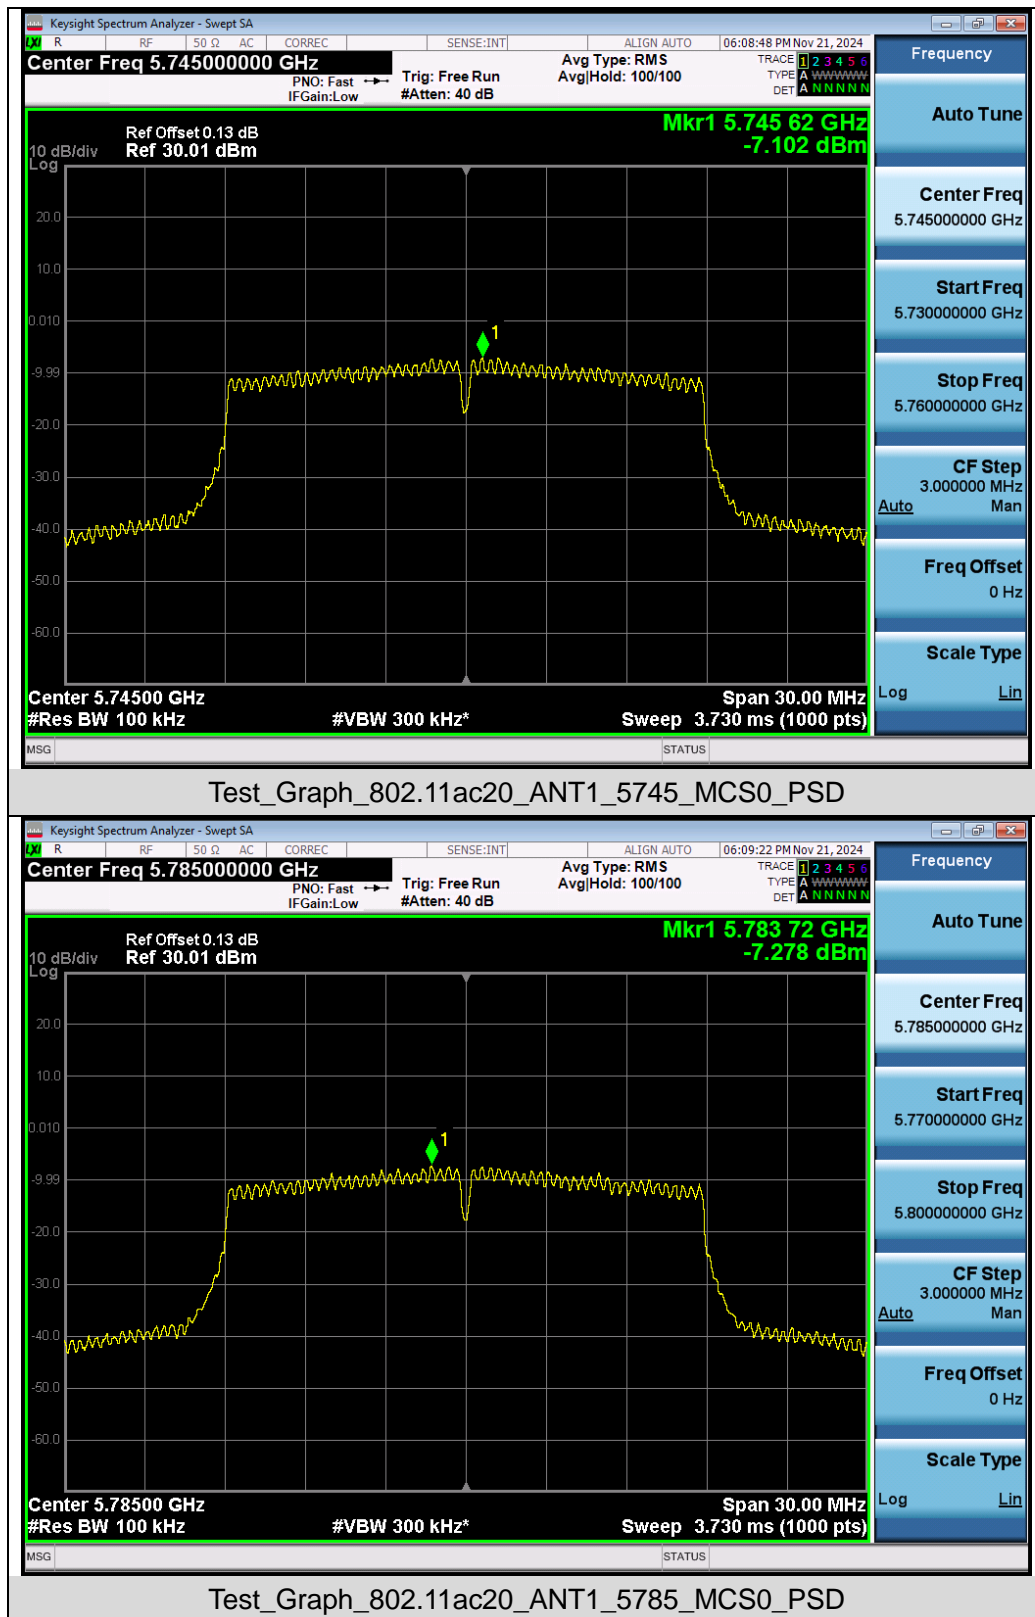 Keysight Spectrum Analyzer - Swept SA
LXI R RF 50 Ω AC CORREC SENSE:INT ALIGN AUTO 06:08:48 PM Nov 21, 2024
Center Freq 5.745000000 GHz
PNO: Fast
IFGain:Low
Trig: Free Run
#Atten: 40 dB
Avg Type: RMS
Avg|Hold: 100/100
TRACE 1 2 3 4 5 6
TYPE A WWWWW
DET A N N N N N
Mkr1 5.745 62 GHz
-7.102 dBm
Ref Offset 0.13 dB
10 dB/div Ref 30.01 dBm
Log
20.0
10.0
0.010
-9.99
-20.0
-30.0
-40.0
-50.0
-60.0
1
Center 5.74500 GHz Span 30.00 MHz
#Res BW 100 kHz #VBW 300 kHz* Sweep 3.730 ms (1000 pts)
MSG STATUS
Frequency
Auto Tune
Center Freq
5.745000000 GHz
Start Freq
5.730000000 GHz
Stop Freq
5.760000000 GHz
CF Step
3.000000 MHz
Auto Man
Freq Offset
0 Hz
Scale Type
Log Lin
Test_Graph_802.11ac20_ANT1_5745_MCS0_PSD
Keysight Spectrum Analyzer - Swept SA
LXI R RF 50 Ω AC CORREC SENSE:INT ALIGN AUTO 06:09:22 PM Nov 21, 2024
Center Freq 5.785000000 GHz
PNO: Fast
IFGain:Low
Trig: Free Run
#Atten: 40 dB
Avg Type: RMS
Avg|Hold: 100/100
TRACE 1 2 3 4 5 6
TYPE A WWWWW
DET A N N N N N
Mkr1 5.783 72 GHz
-7.278 dBm
Ref Offset 0.13 dB
10 dB/div Ref 30.01 dBm
Log
20.0
10.0
0.010
-9.99
-20.0
-30.0
-40.0
-50.0
-60.0
1
Center 5.78500 GHz Span 30.00 MHz
#Res BW 100 kHz #VBW 300 kHz* Sweep 3.730 ms (1000 pts)
MSG STATUS
Frequency
Auto Tune
Center Freq
5.785000000 GHz
Start Freq
5.770000000 GHz
Stop Freq
5.800000000 GHz
CF Step
3.000000 MHz
Auto Man
Freq Offset
0 Hz
Scale Type
Log Lin
Test_Graph_802.11ac20_ANT1_5785_MCS0_PSD